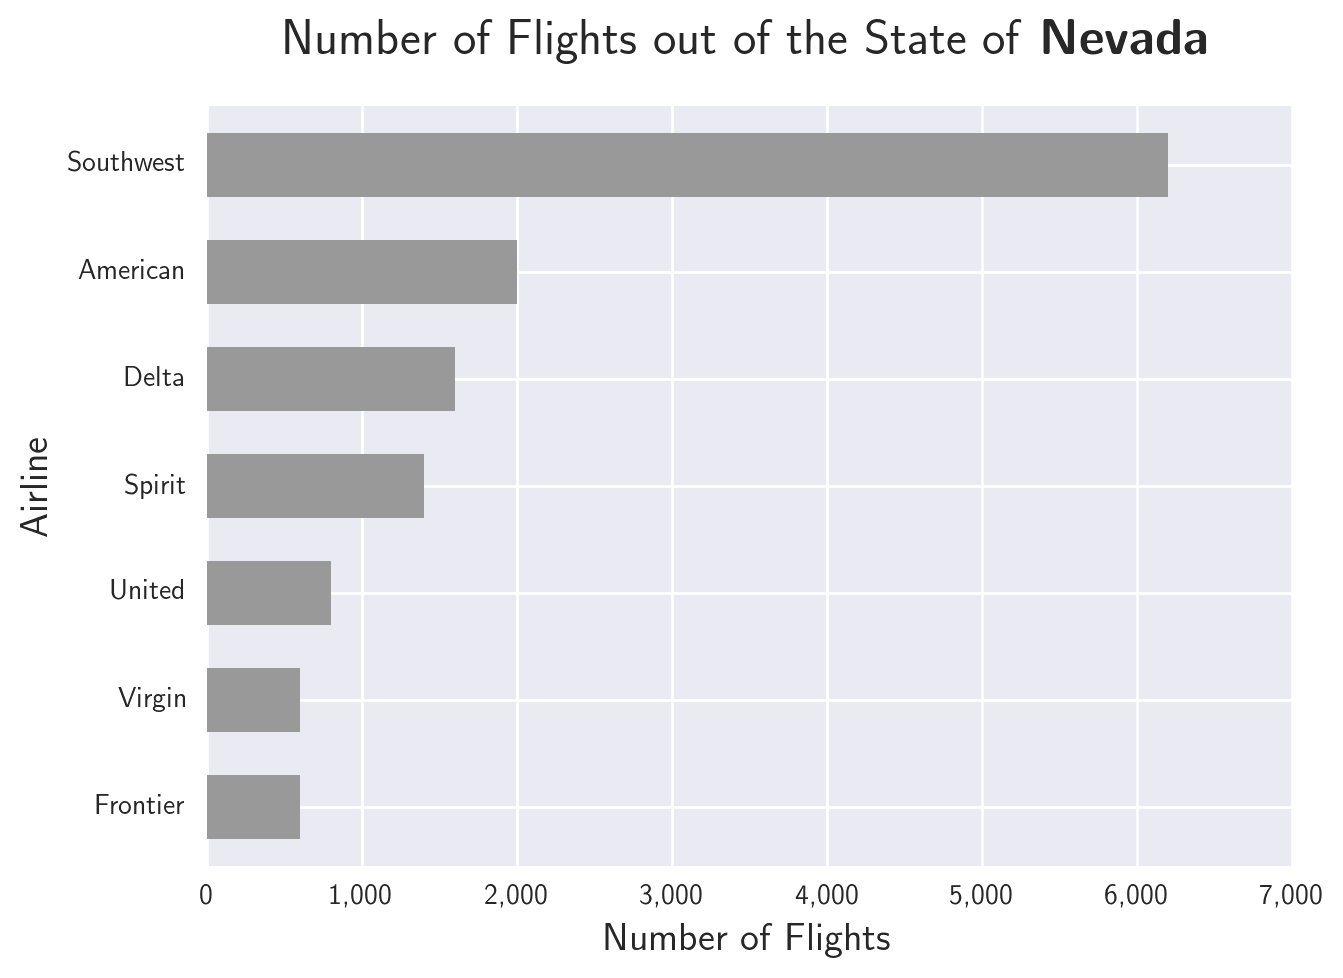 Number of Flights out of the State of Nevada
Southwest
American
Delta
Spirit
United
Virgin
Frontier
Airline
0 1,000 2,000 3,000 4,000 5,000 6,000 7,000
Number of Flights